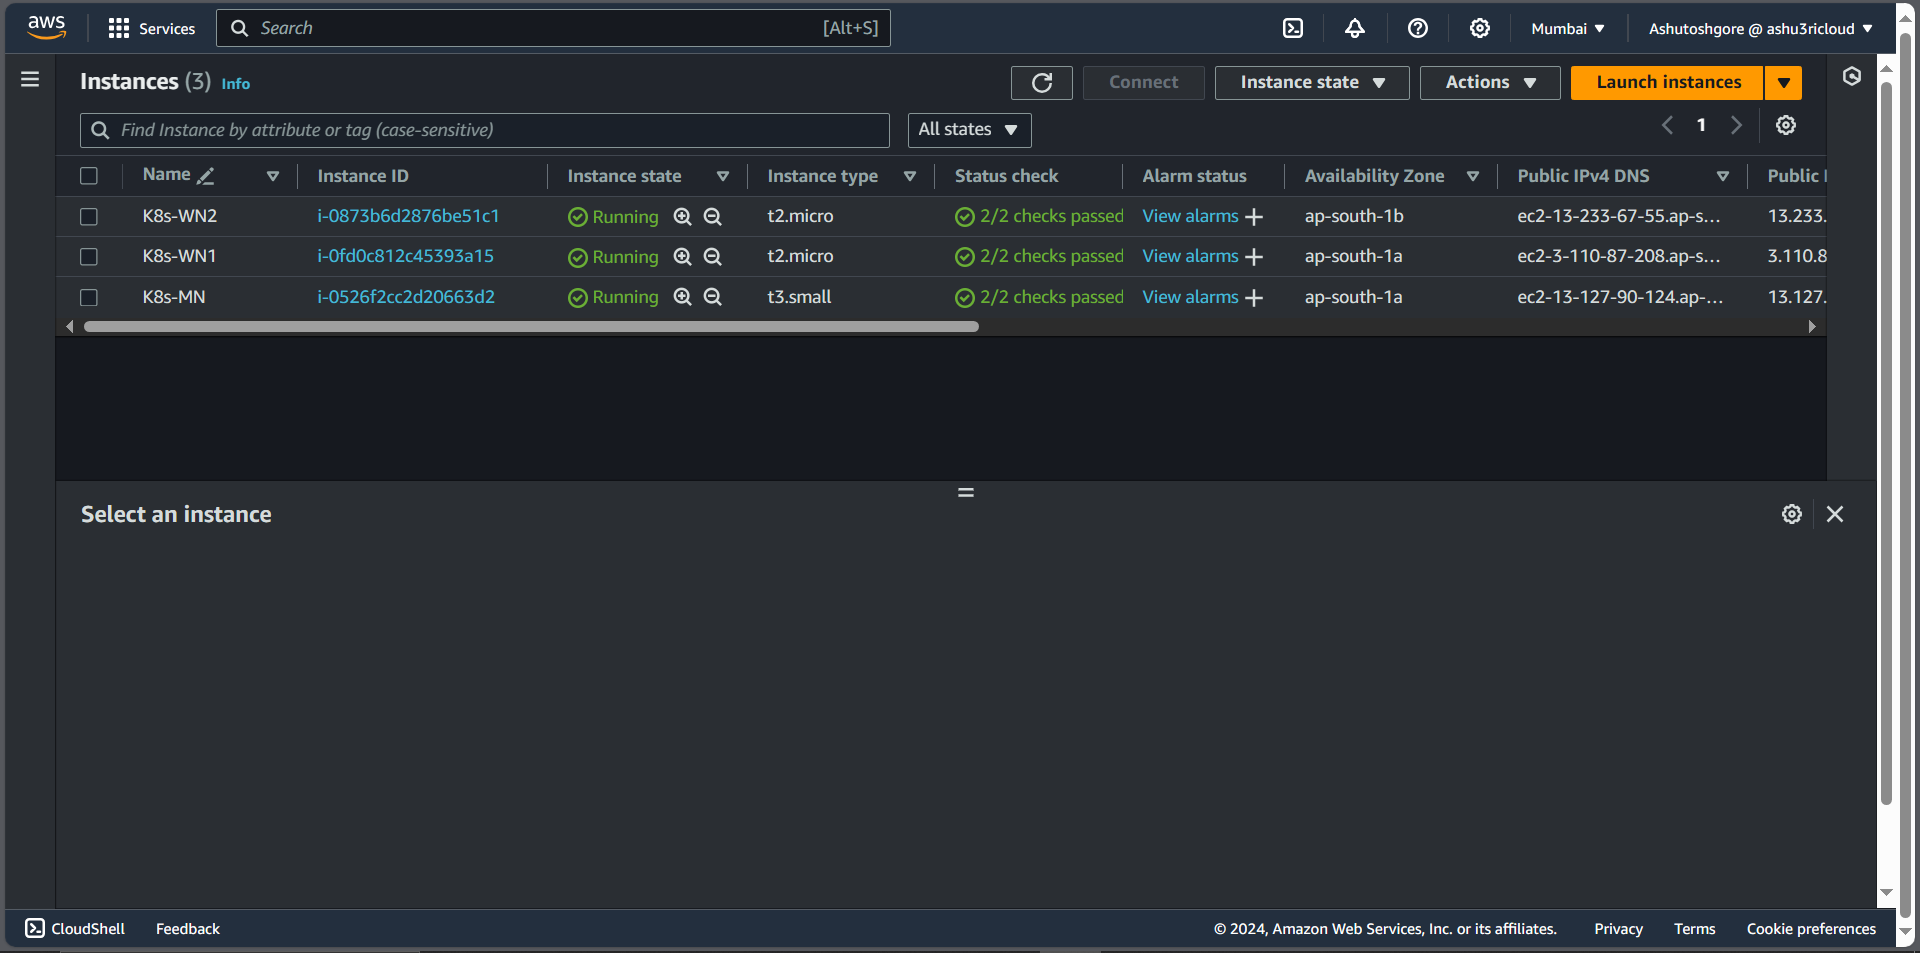 aws Services Search [Alt+S] Mumbai Ashutoshgore @ ashu3ricloud
Instances (3) Info Connect Instance state Actions Launch instances
Find Instance by attribute or tag (case-sensitive) All states 1
Name Instance ID Instance state Instance type Status check Alarm status Availability Zone Public IPv4 DNS Public
K8s-WN2 i-0873b6d2876be51c1 Running t2.micro 2/2 checks passed View alarms ap-south-1b ec2-13-233-67-55.ap-s... 13.233.
K8s-WN1 i-0fd0c812c45393a15 Running t2.micro 2/2 checks passed View alarms ap-south-1a ec2-3-110-87-208.ap-s... 3.110.8
K8s-MN i-0526f2cc2d20663d2 Running t3.small 2/2 checks passed View alarms ap-south-1a ec2-13-127-90-124.ap-... 13.127.
Select an instance
CloudShell Feedback © 2024, Amazon Web Services, Inc. or its affiliates. Privacy Terms Cookie preferences